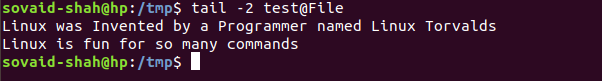 sovaid-shah@hp:/tmp$ tail -2 test@File
Linux was Invented by a Programmer named Linux Torvalds
Linux is fun for so many commands
sovaid-shah@hp:/tmp$